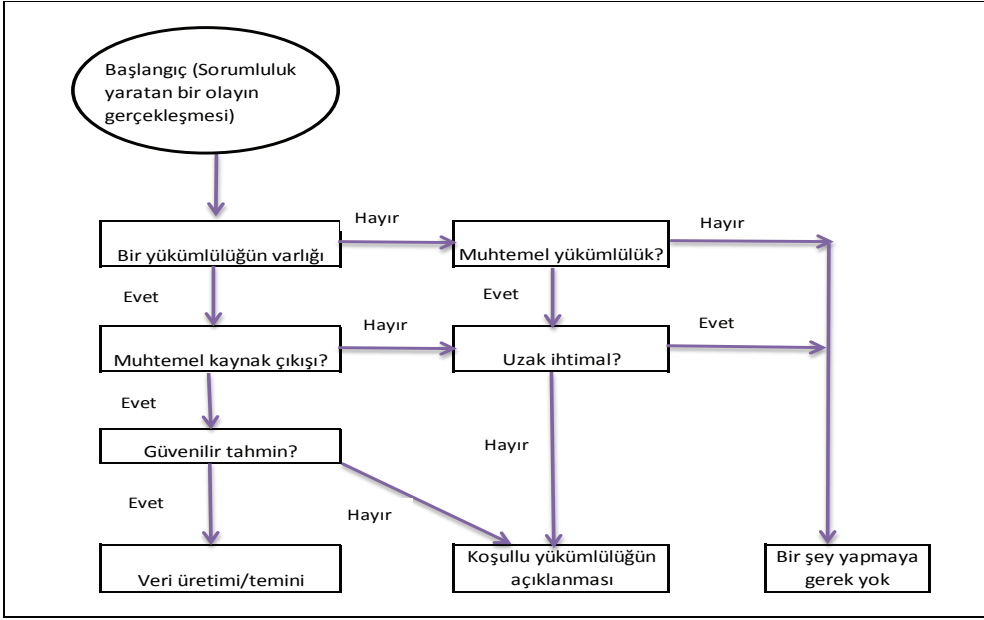 Başlangıç (Sorumluluk
yaratan bir olayın
gerçekleşmesi)
Hayır
Hayır
Bir yükümlülüğün varlığı
Muhtemel yükümlülük?
Evet
Evet
Hayır
Evet
Muhtemel kaynak çıkışı?
Uzak ihtimal?
Evet
Hayır
Güvenilir tahmin?
Evet
Hayır
Veri üretimi/temini
Koşullu yükümlülüğün
açıklanması
Bir şey yapmaya
gerek yok